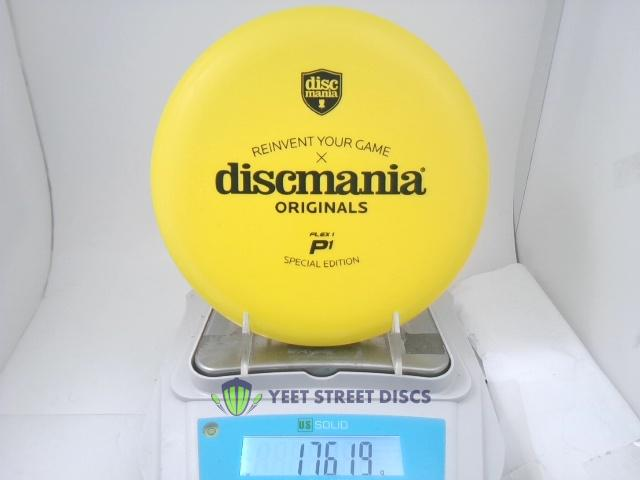 disc
mania
REINVENT YOUR GAME
X
discmania®
ORIGINALS
FLEX 1
P1
SPECIAL EDITION
YEET STREET DISCS
US SOLID
176.19 g